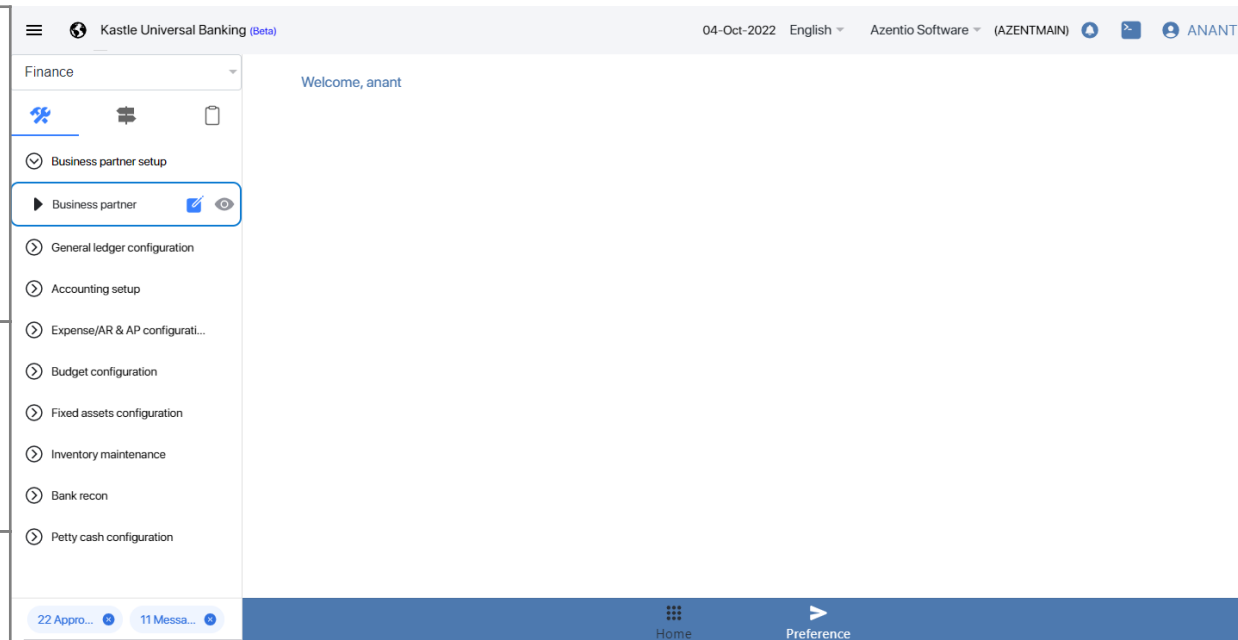 Kastle Universal Banking (Beta)
04-Oct-2022 English Azentio Software (AZENTMAIN) ANANT
Finance
Welcome, anant
Business partner setup
Business partner
General ledger configuration
Accounting setup
Expense/AR & AP configurati...
Budget configuration
Fixed assets configuration
Inventory maintenance
Bank recon
Petty cash configuration
22 Appro... 11 Messa...
Home Preference